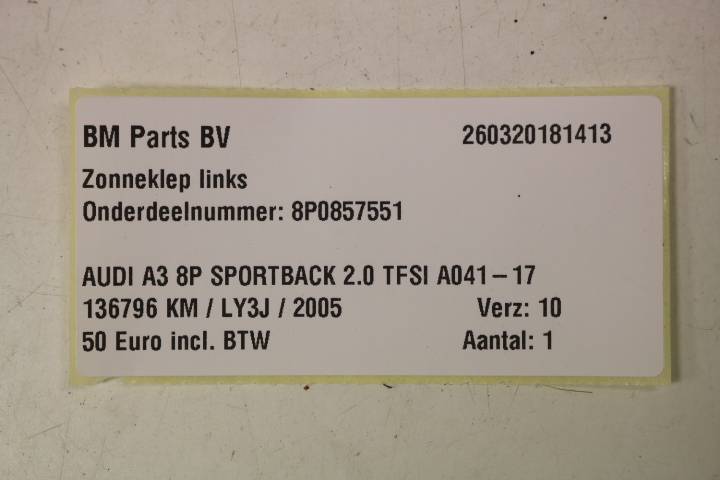 BM Parts BV 260320181413
Zonneklep links
Onderdeelnummer: 8P0857551
AUDI A3 8P SPORTBACK 2.0 TFSI A041-17
136796 KM / LY3J / 2005 Verz: 10
50 Euro incl. BTW Aantal: 1